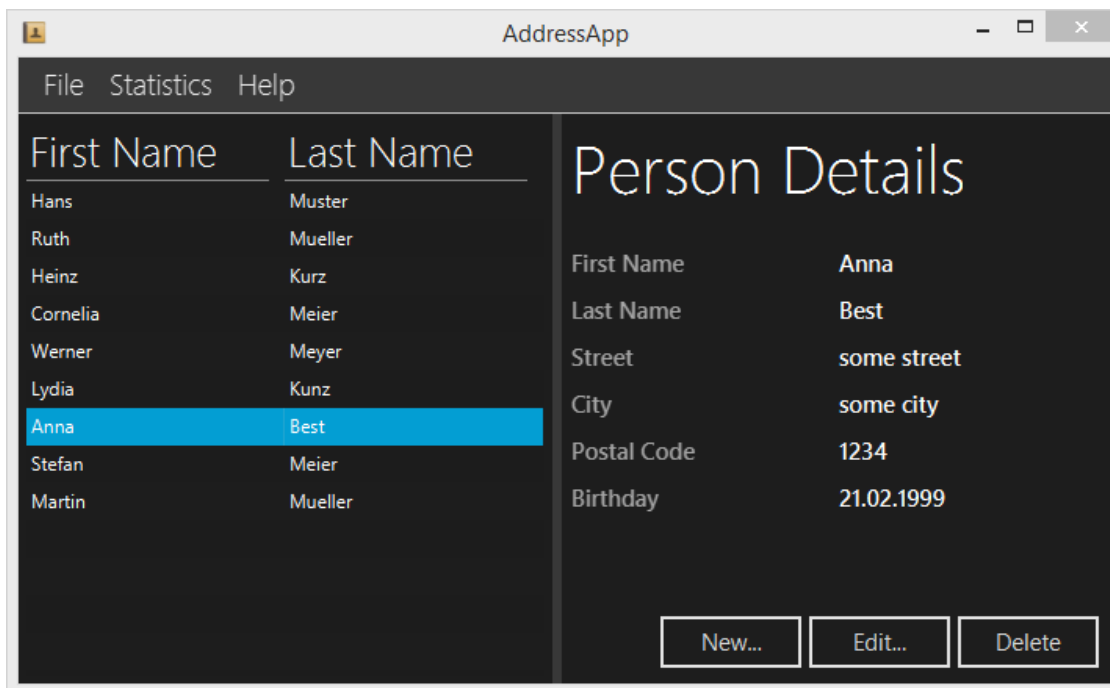 AddressApp
File Statistics Help
First Name Last Name
Hans Muster
Ruth Mueller
Heinz Kurz
Cornelia Meier
Werner Meyer
Lydia Kunz
Anna Best
Stefan Meier
Martin Mueller
Person Details
First Name Anna
Last Name Best
Street some street
City some city
Postal Code 1234
Birthday 21.02.1999
New... Edit... Delete